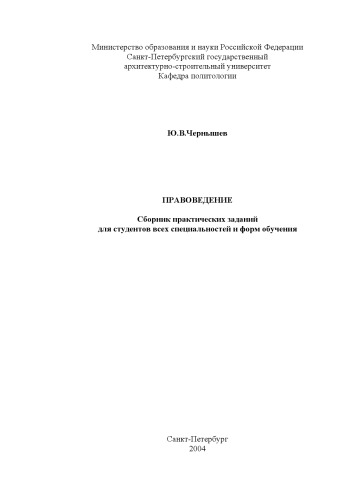 Министерство образования и науки Российской Федерации
Санкт-Петербургский государственный
архитектурно-строительный университет
Кафедра политологии
Ю.В.Чернышев
ПРАВОВЕДЕНИЕ
Сборник практических заданий
для студентов всех специальностей и форм обучения
Санкт-Петербург
2004